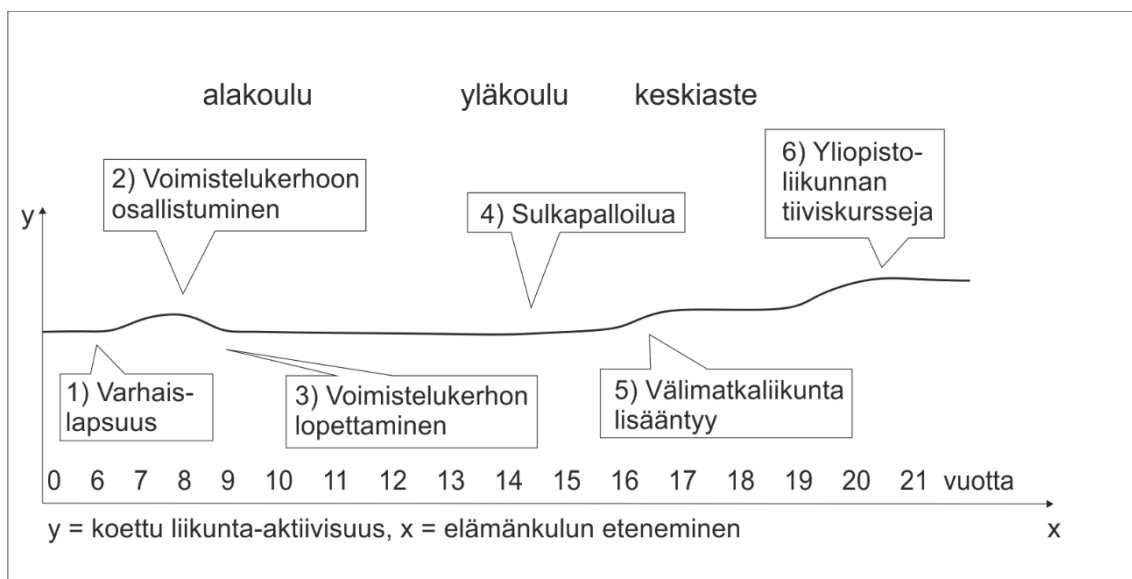 alakoulu yläkoulu keskiaste
2) Voimistelukerhoon
osallistuminen
4) Sulkapalloilua
6) Yliopisto-
liikunnan
tiiviskursseja
y
1) Varhais-
lapsuus
3) Voimistelukerhon
lopettaminen
5) Välimatkaliikunta
lisääntyy
0 6 7 8 9 10 11 12 13 14 15 16 17 18 19 20 21 vuotta
y = koettu liikunta-aktiivisuus, x = elämänkulun eteneminen
x